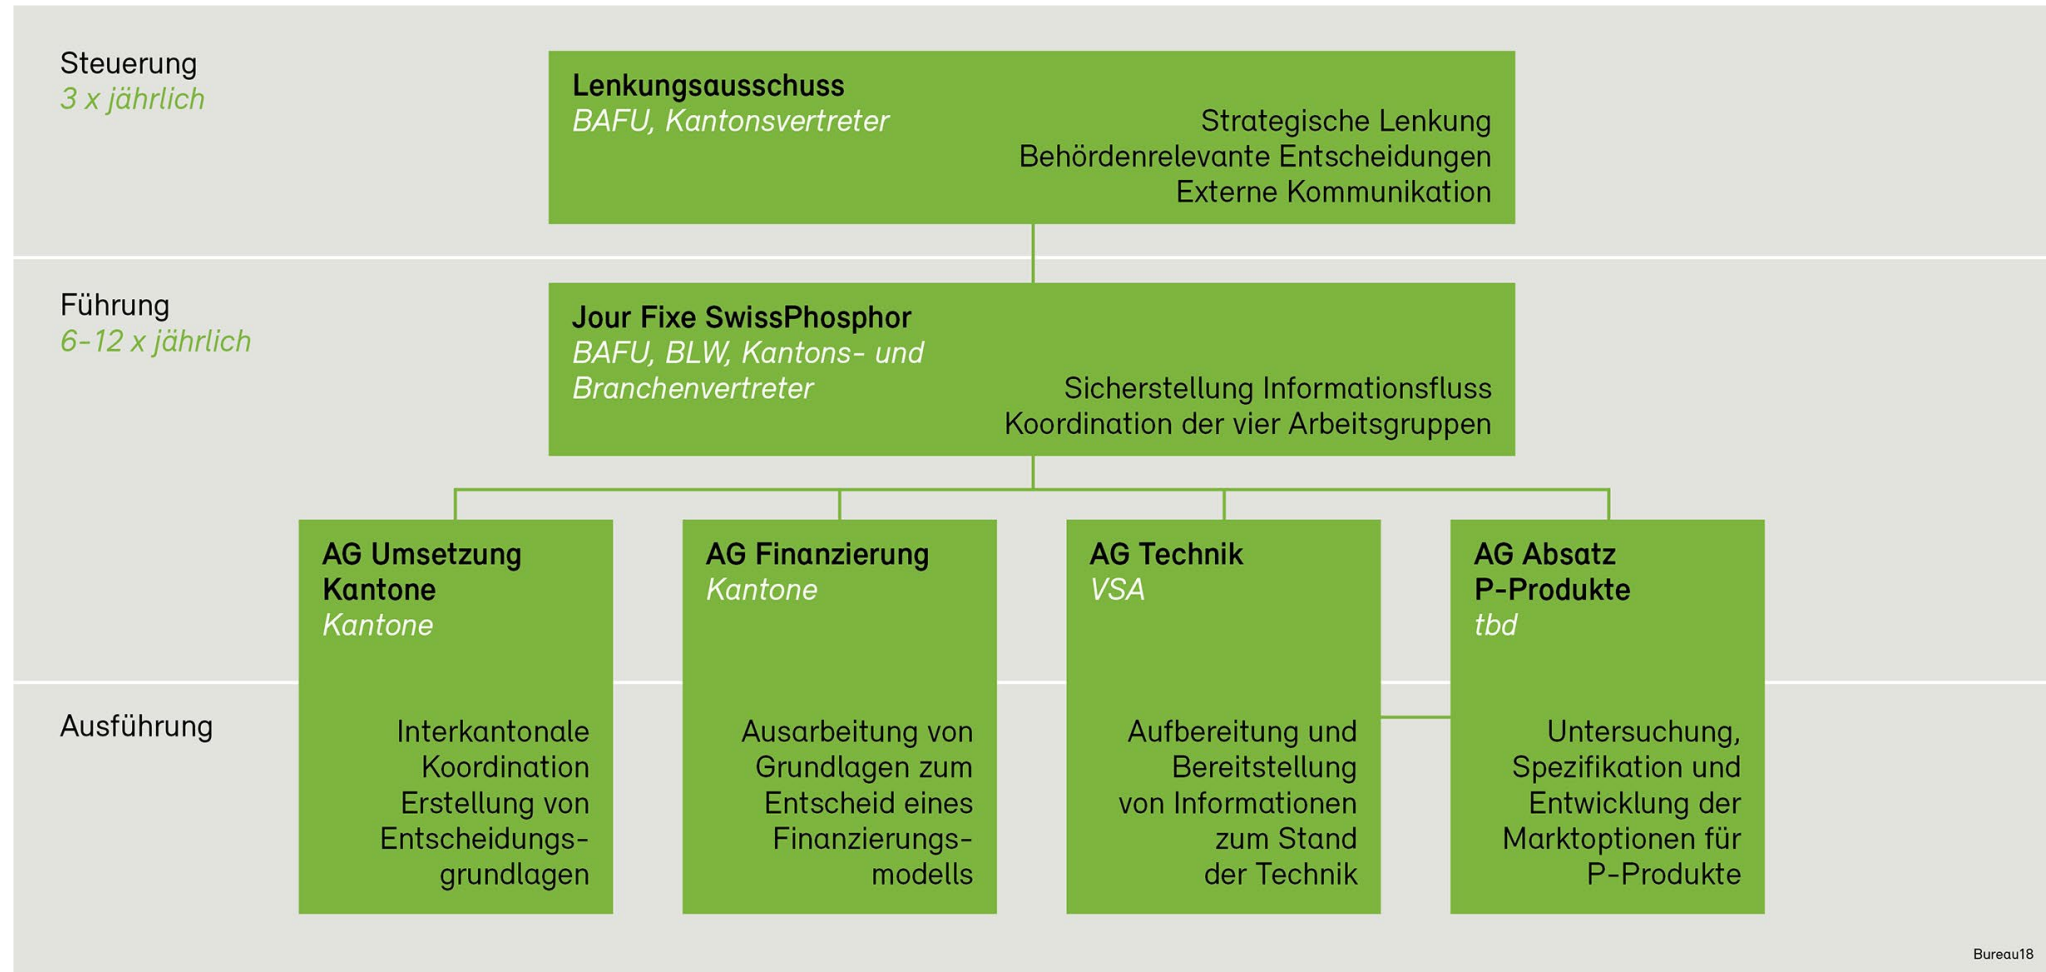 Steuerung
3 x jährlich
Lenkungsausschuss
BAFU, Kantonsvertreter
Strategische Lenkung
Behördenrelevante Entscheidungen
Externe Kommunikation
Führung
6-12 x jährlich
Jour Fixe SwissPhosphor
BAFU, BLW, Kantons- und
Branchenvertreter
Sicherstellung Informationsfluss
Koordination der vier Arbeitsgruppen
AG Umsetzung
Kantone
Kantone
AG Finanzierung
Kantone
AG Technik
VSA
AG Absatz
P-Produkte
tbd
Ausführung
Interkantonale
Koordination
Erstellung von
Entscheidungs-
grundlagen
Ausarbeitung von
Grundlagen zum
Entscheid eines
Finanzierungs-
modells
Aufbereitung und
Bereitstellung
von Informationen
zum Stand
der Technik
Untersuchung,
Spezifikation und
Entwicklung der
Marktoptionen für
P-Produkte
Bureau18